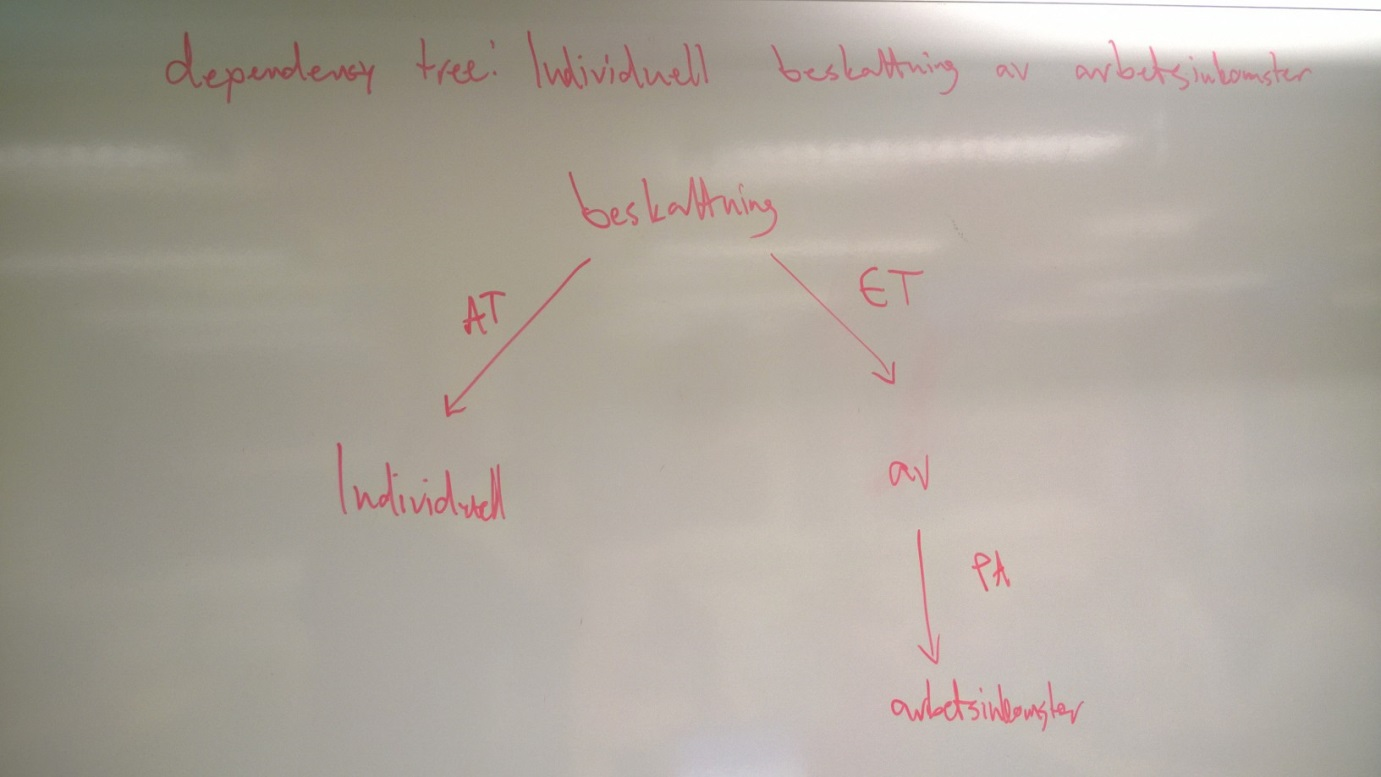 dependency tree: Individuell beskattning av arbetsinkomster
beskattning
AT ET
Individuell av
PA
arbetsinkomster